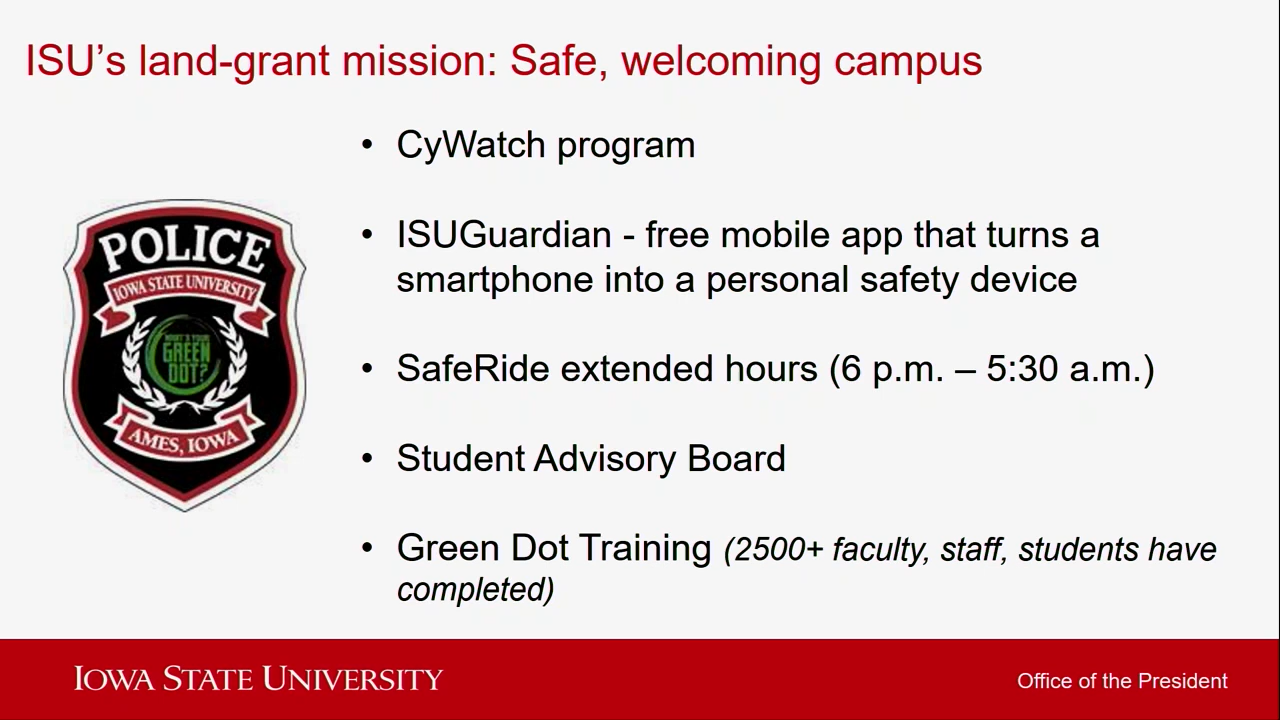 ISU’s land-grant mission: Safe, welcoming campus
• CyWatch program
• ISUGuardian - free mobile app that turns a
smartphone into a personal safety device
• SafeRide extended hours (6 p.m. – 5:30 a.m.)
• Student Advisory Board
• Green Dot Training (2500+ faculty, staff, students have
completed)
POLICE
IOWA STATE UNIVERSITY
WHAT'S YOUR
GREEN
DOT?
AMES, IOWA
IOWA STATE UNIVERSITY
Office of the President